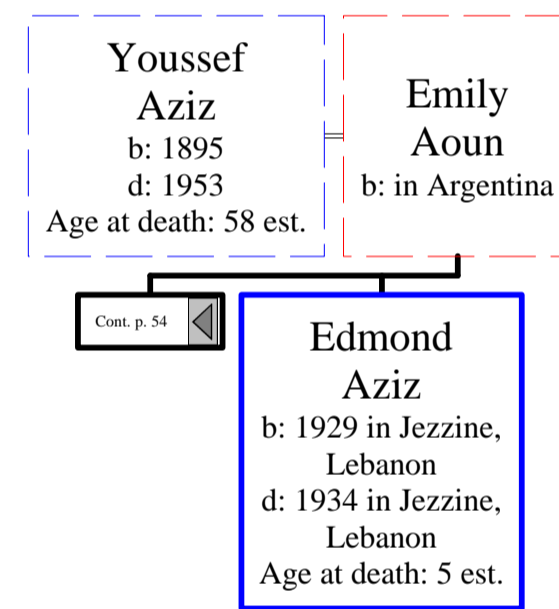 Youssef
Aziz
b: 1895
d: 1953
Age at death: 58 est.
Emily
Aoun
b: in Argentina
Cont. p. 54
Edmond
Aziz
b: 1929 in Jezzine,
Lebanon
d: 1934 in Jezzine,
Lebanon
Age at death: 5 est.